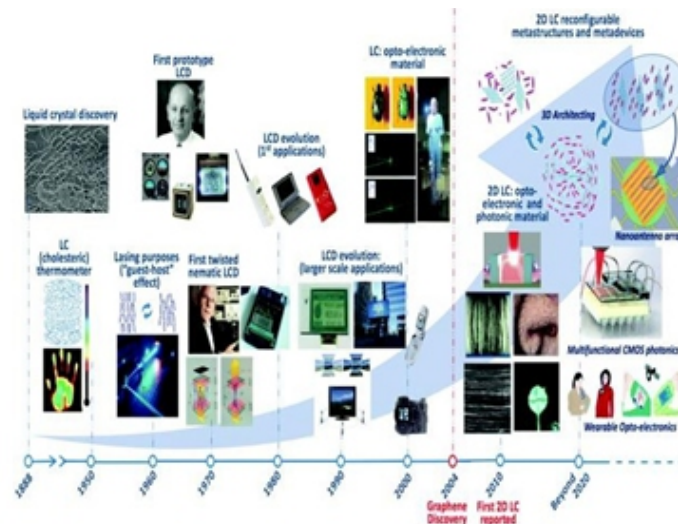 2D LC reconfigurable
metastructures and metadevices
First prototype
LCD
LC: opto-electronic
material
Liquid crystal discovery
LCD evolution
(1st applications)
3D Architecting
2D LC: opto-
electronic and
photonic material
Nanoantenna array
LC
(cholesteric)
thermometer
Lasing purposes
("guest-host"
effect)
First twisted
nematic LCD
LCD evolution:
(larger scale applications)
Multifunctional CMOS photonics
Wearable Opto-electronics
1888
1950
1960
1970
1980
1990
2000
2004
2010
Beyond
2020
Graphene
Discovery
First 2D LC
reported